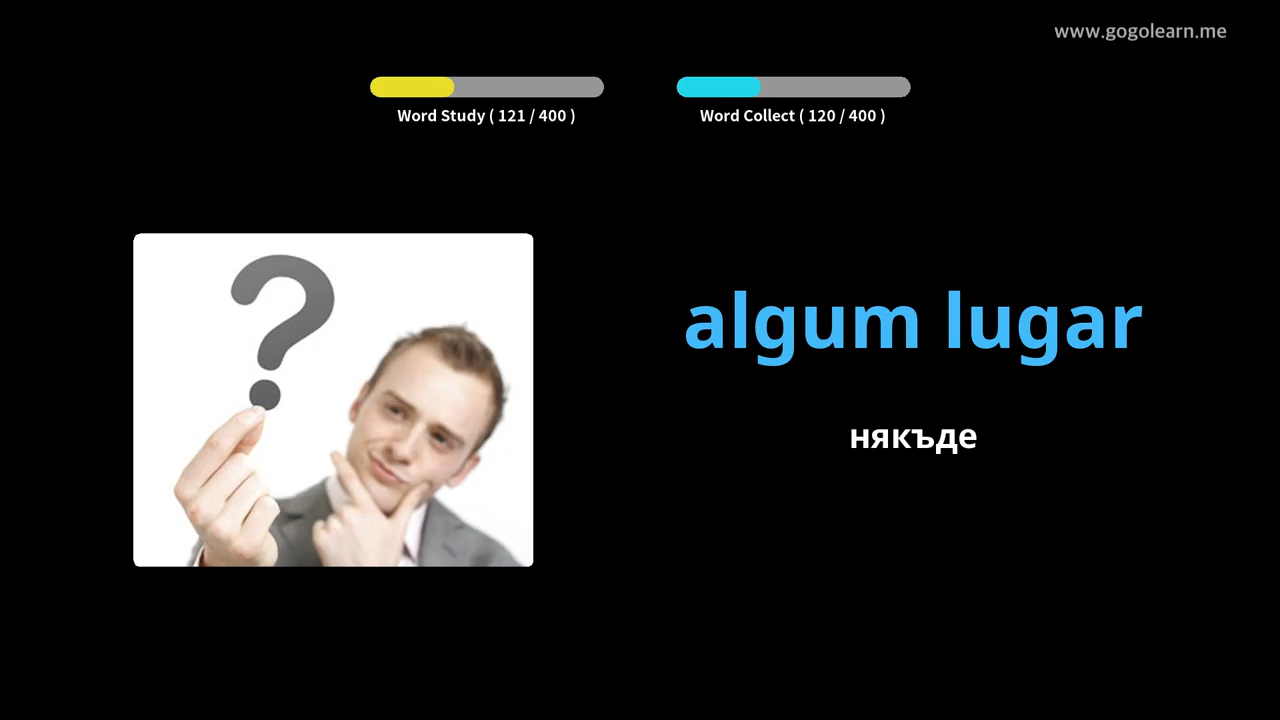 www.gogolearn.me
Word Study ( 121 / 400 )
Word Collect ( 120 / 400 )
algum lugar
някъде